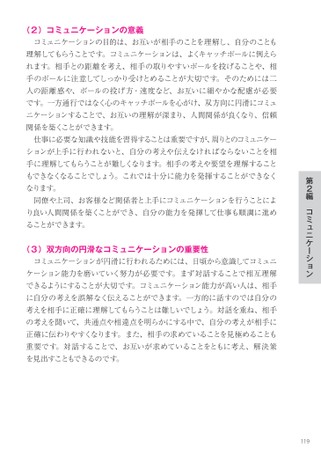 （２）コミュニケーションの意義
コミュニケーションの目的は、お互いが相手のことを理解し、自分のことも
理解してもらうことです。コミュニケーションは、よくキャッチボールに例えら
れます。相手との距離を考え、相手の取りやすいボールを投げることや、相
手のボールに注意してしっかり受けとめることが大切です。そのためには二
人の距離感や、ボールの投げ方・速度など、お互いに細やかな配慮が必要
です。一方通行ではなく心のキャッチボールを心がけ、双方向に円滑にコミュ
ニケーションすることで、お互いの理解が深まり、人間関係が良くなり、信頼
関係を築くことができます。
仕事に必要な知識や技能を習得することは重要ですが、周りとのコミュニケー
ションが上手に行われないと、自分の考えや伝えなければならないことを相
手に理解してもらうことが難しくなります。相手の考えや要望を理解すること
もできなくなることでしょう。これでは十分に能力を発揮することができなく
なります。
同僚や上司、お客様など関係者と上手にコミュニケーションを行うことによ
り良い人間関係を築くことができ、自分の能力を発揮して仕事も順調に進め
ることができます。
（３）双方向の円滑なコミュニケーションの重要性
コミュニケーションが円滑に行われるためには、日頃から意識してコミュニ
ケーション能力を磨いていく努力が必要です。まず対話することで相互理解
できるようにすることが大切です。コミュニケーション能力が高い人は、相手
に自分の考えを誤解なく伝えることができます。一方的に話すのでは自分の
考えを相手に正確に理解してもらうことは難しいでしょう。対話を重ね、相手
の考えを聞いて、共通点や相違点を明らかにする中で、自分の考えが相手に
正確に伝わりやすくなります。また、相手の求めていることを見極めることも
重要です。対話することで、お互いが求めていることをともに考え、解決策
を見出すこともできるのです。
第２編 コミュニケーション
119